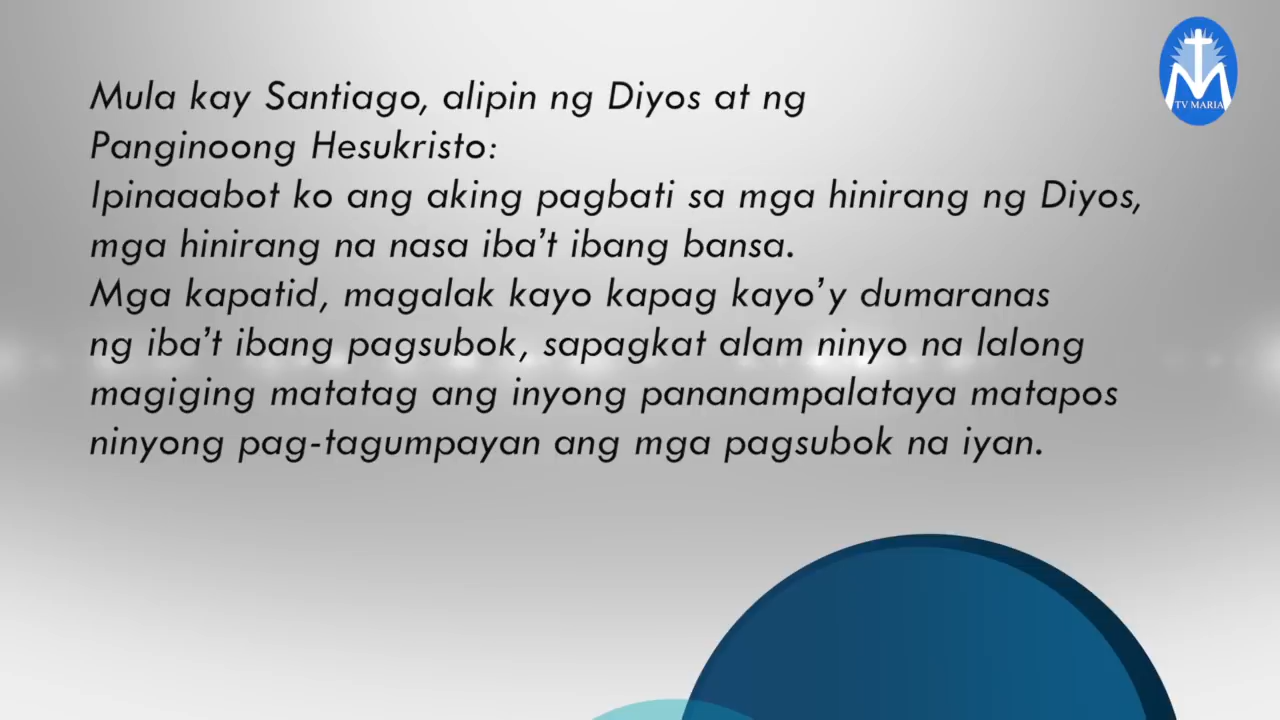 Mula kay Santiago, alipin ng Diyos at ng
Panginoong Hesukristo:
Ipinaaabot ko ang aking pagbati sa mga hinirang ng Diyos,
mga hinirang na nasa iba’t ibang bansa.
Mga kapatid, magalak kayo kapag kayo’y dumaranas
ng iba’t ibang pagsubok, sapagkat alam ninyo na lalong
magiging matatag ang inyong pananampalataya matapos
ninyong pag-tagumpayan ang mga pagsubok na iyan.
TV MARIA